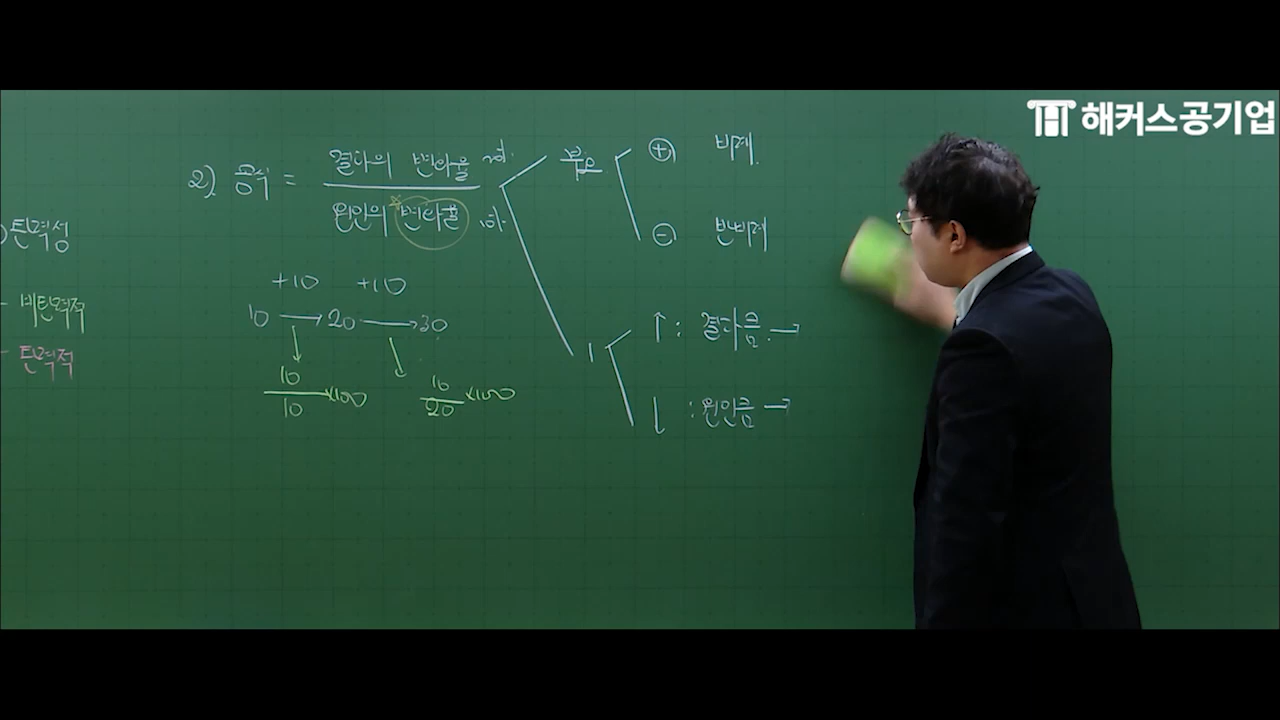 해커스공기업
2) 공식 = 결과의 변화율
원인의 변화율
부호
⊕ 비례
⊖ 반비례
탄력성
- 비탄력적
- 탄력적
+10 +10
10 → 20 → 30
10
10 ×100
10
20 ×100
1
↑ : 결과 큼 →
↓ : 원인 큼 →